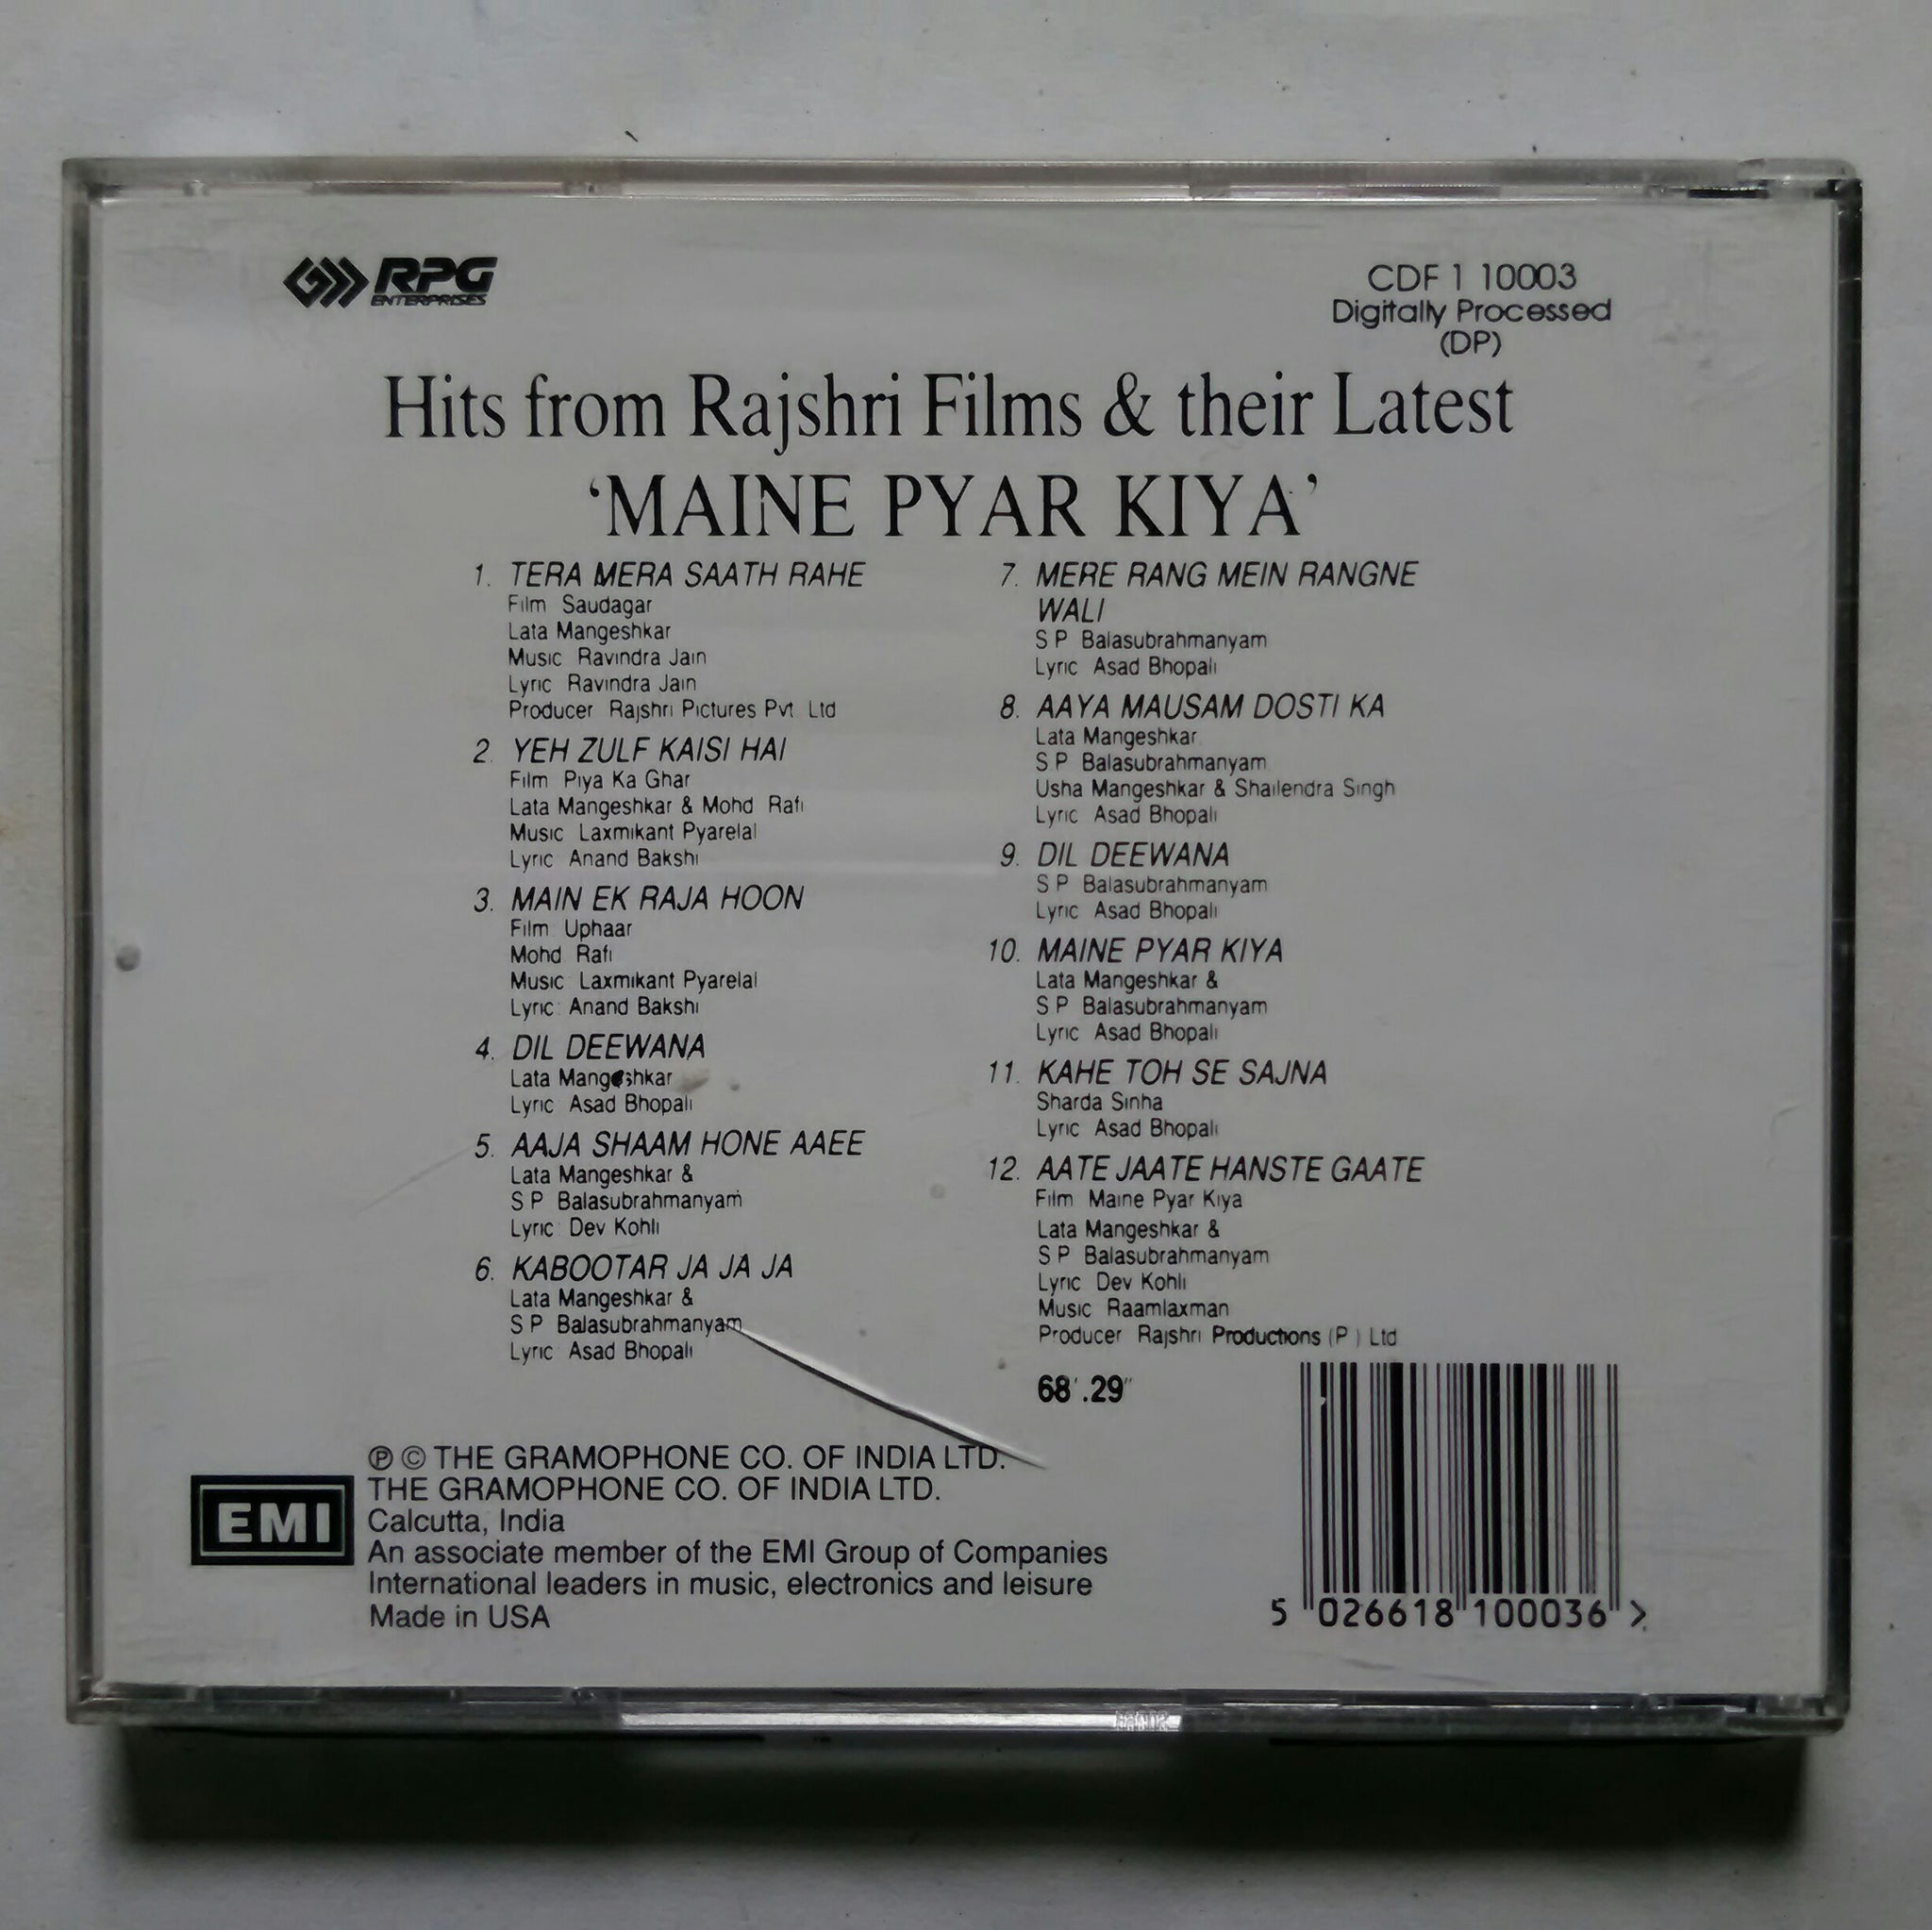 RPG
ENTERPRISES
CDF 1 10003
Digitally Processed
(DP)
Hits from Rajshri Films & their Latest
‘MAINE PYAR KIYA’
1. TERA MERA SAATH RAHE
Film Saudagar
Lata Mangeshkar
Music Ravindra Jain
Lyric Ravindra Jain
Producer Rajshri Pictures Pvt. Ltd
2. YEH ZULF KAISI HAI
Film Piya Ka Ghar
Lata Mangeshkar & Mohd Rafi
Music Laxmikant Pyarelal
Lyric Anand Bakshi
3. MAIN EK RAJA HOON
Film Uphaar
Mohd Rafi
Music Laxmikant Pyarelal
Lyric: Anand Bakshi
4. DIL DEEWANA
Lata Mangeshkar
Lyric Asad Bhopali
5. AAJA SHAAM HONE AAEE
Lata Mangeshkar &
S P Balasubrahmanyam
Lyric: Dev Kohli
6. KABOOTAR JA JA JA
Lata Mangeshkar &
S P Balasubrahmanyam
Lyric: Asad Bhopali
7. MERE RANG MEIN RANGNE
WALI
S P Balasubrahmanyam
Lyric Asad Bhopali
8. AAYA MAUSAM DOSTI KA
Lata Mangeshkar
S P Balasubrahmanyam
Usha Mangeshkar & Shailendra Singh
Lyric Asad Bhopali
9. DIL DEEWANA
S P Balasubrahmanyam
Lyric Asad Bhopali
10. MAINE PYAR KIYA
Lata Mangeshkar &
S P Balasubrahmanyam
Lyric Asad Bhopali
11. KAHE TOH SE SAJNA
Sharda Sinha
Lyric Asad Bhopali
12. AATE JAATE HANSTE GAATE
Film Maine Pyar Kiya
Lata Mangeshkar &
S P Balasubrahmanyam
Lyric Dev Kohli
Music Raamlaxman
Producer Rajshri Productions (P) Ltd
68'.29"
℗ © THE GRAMOPHONE CO. OF INDIA LTD.
THE GRAMOPHONE CO. OF INDIA LTD.
EMI
Calcutta, India
An associate member of the EMI Group of Companies
International leaders in music, electronics and leisure
Made in USA
5 026618 100036 >